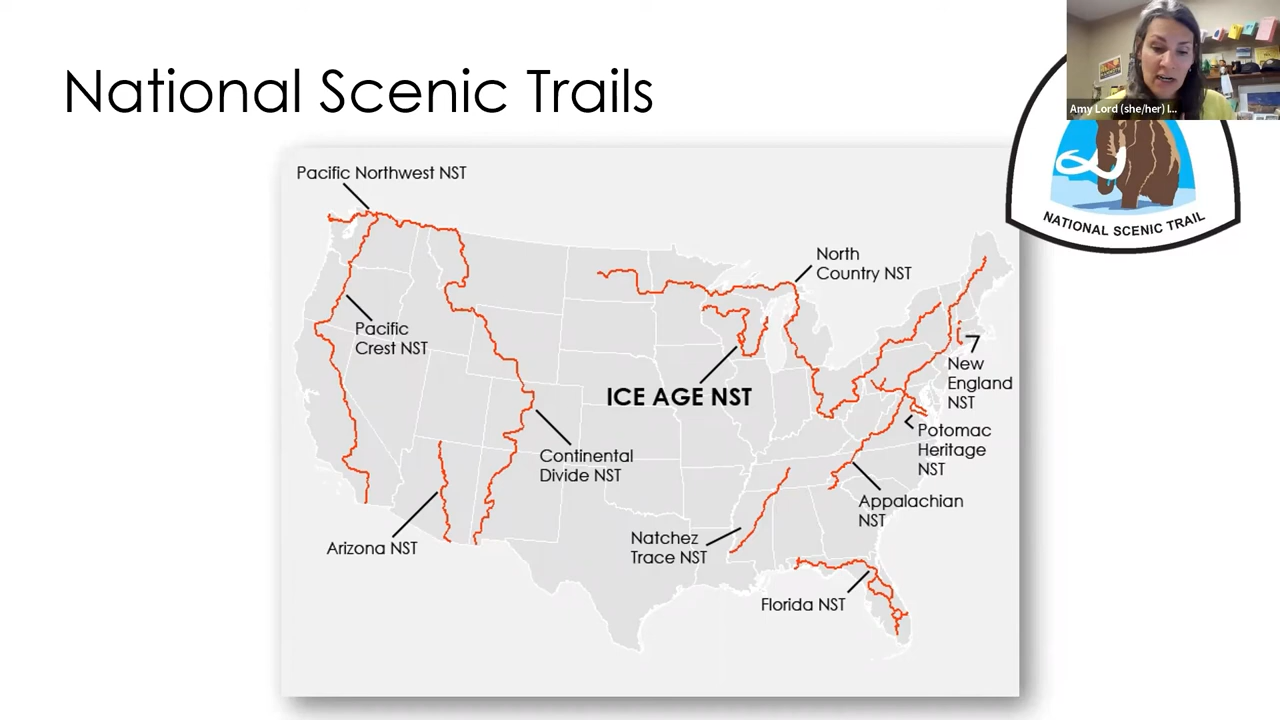 National Scenic Trails
Amy Lord (she/her) I...
NATIONAL SCENIC TRAIL
Pacific Northwest NST
North
Country NST
Pacific
Crest NST
ICE AGE NST
New
England
NST
Continental
Divide NST
Potomac
Heritage
NST
Appalachian
NST
Arizona NST
Natchez
Trace NST
Florida NST